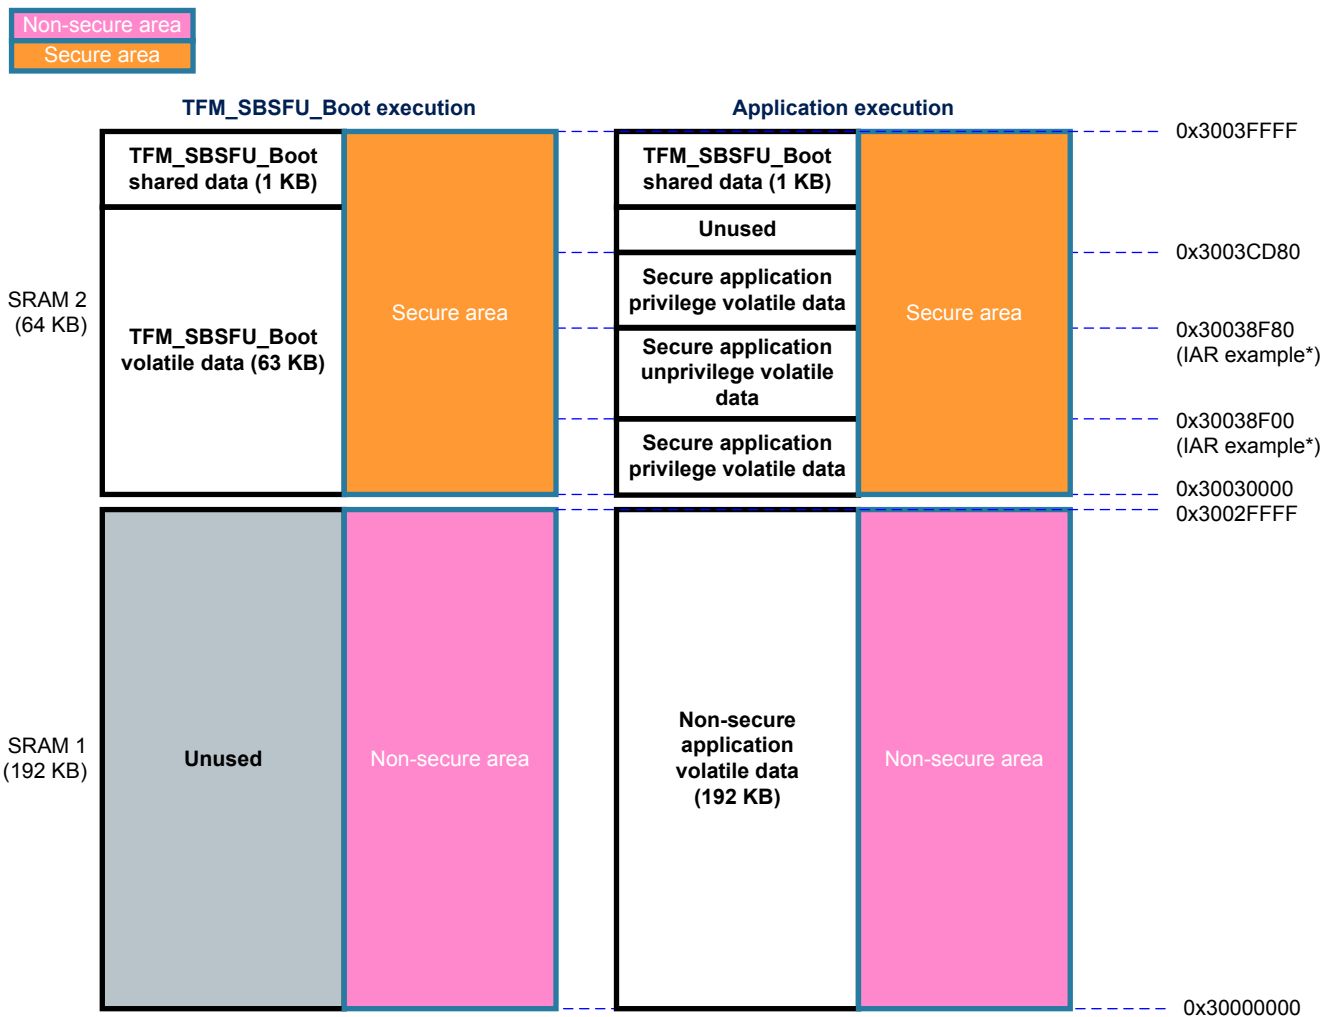 Non-secure area
Secure area
TFM_SBSFU_Boot execution
Application execution
TFM_SBSFU_Boot
shared data (1 KB)
TFM_SBSFU_Boot
shared data (1 KB)
0x3003FFFF
Unused
0x3003CD80
SRAM 2
(64 KB)
TFM_SBSFU_Boot
volatile data (63 KB)
Secure area
Secure application
privilege volatile data
Secure area
0x30038F80
(IAR example*)
Secure application
unprivilege volatile
data
0x30038F00
(IAR example*)
Secure application
privilege volatile data
0x30030000
0x3002FFFF
SRAM 1
(192 KB)
Unused
Non-secure area
Non-secure
application
volatile data
(192 KB)
Non-secure area
0x30000000